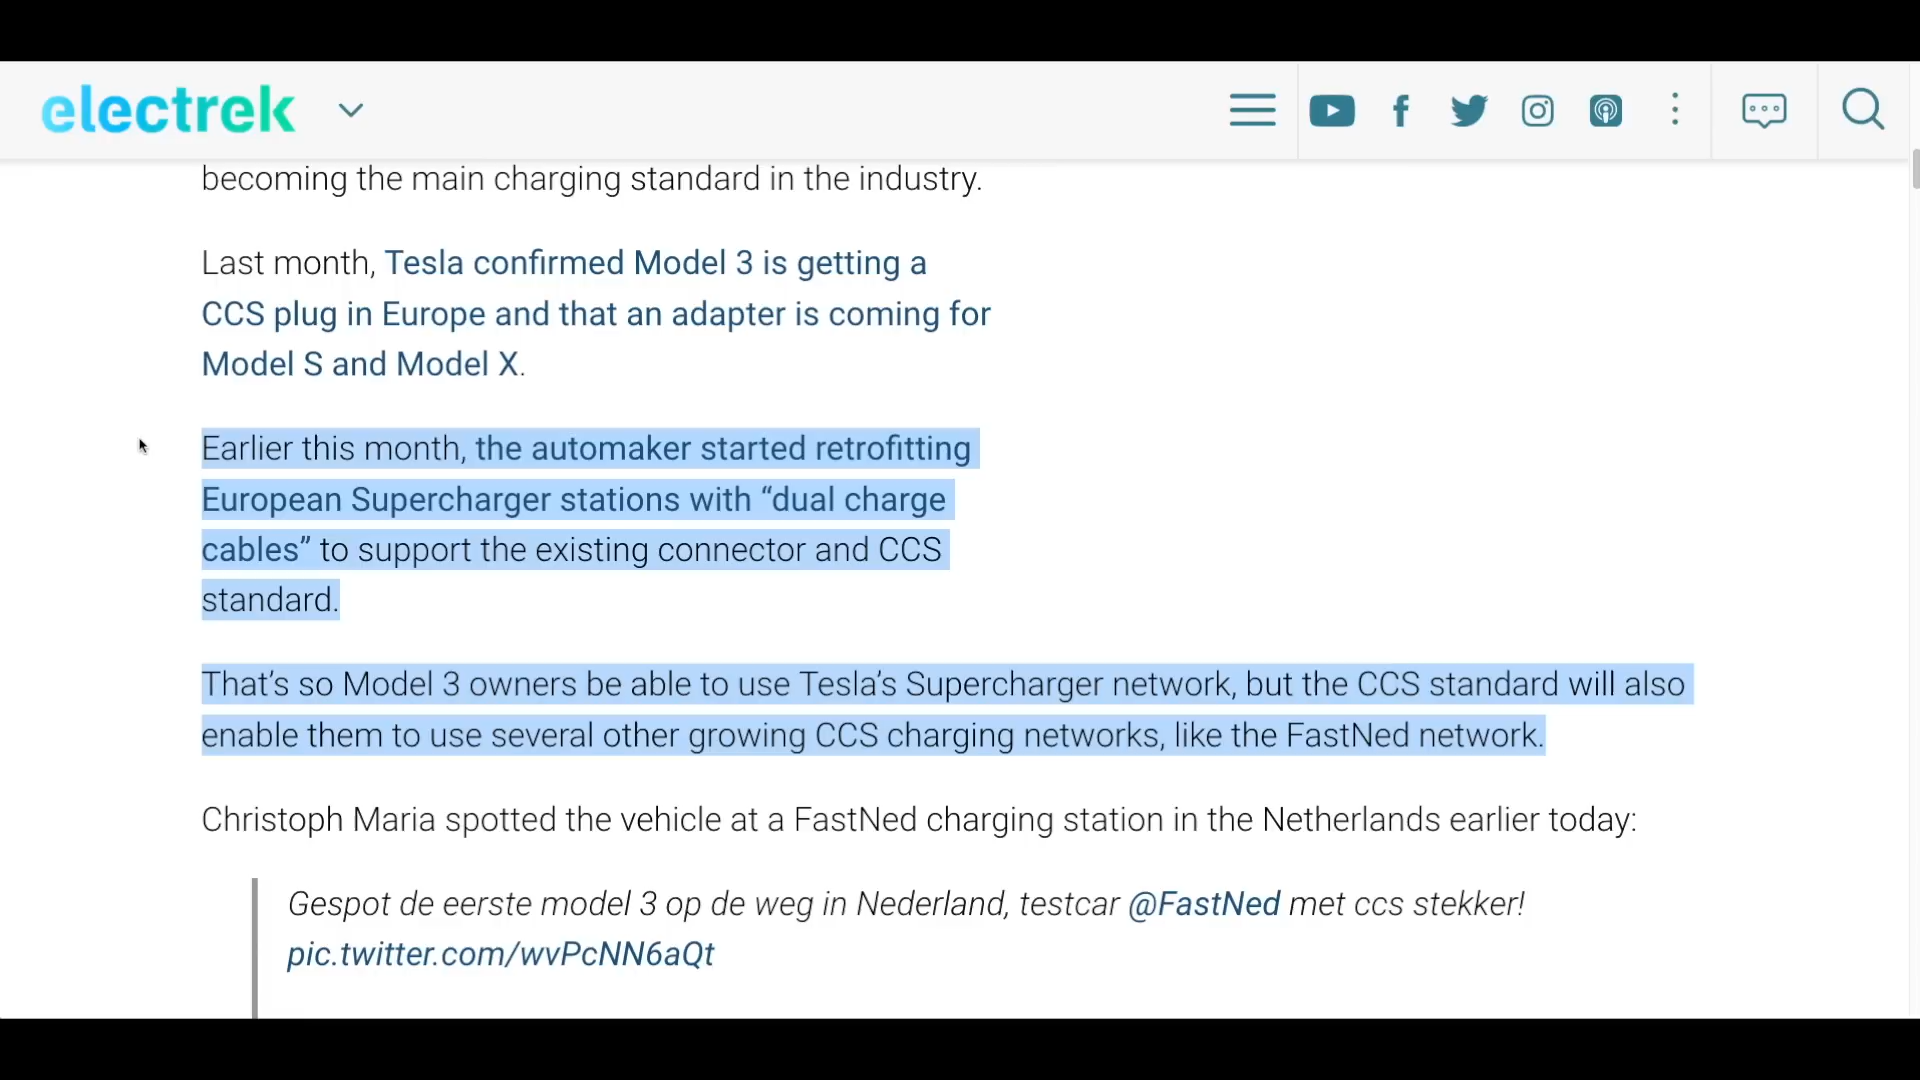 electrek
becoming the main charging standard in the industry.
Last month, Tesla confirmed Model 3 is getting a
CCS plug in Europe and that an adapter is coming for
Model S and Model X.
Earlier this month, the automaker started retrofitting
European Supercharger stations with “dual charge
cables” to support the existing connector and CCS
standard.
That’s so Model 3 owners be able to use Tesla’s Supercharger network, but the CCS standard will also
enable them to use several other growing CCS charging networks, like the FastNed network.
Christoph Maria spotted the vehicle at a FastNed charging station in the Netherlands earlier today:
Gespot de eerste model 3 op de weg in Nederland, testcar @FastNed met ccs stekker!
pic.twitter.com/wvPcNN6aQt